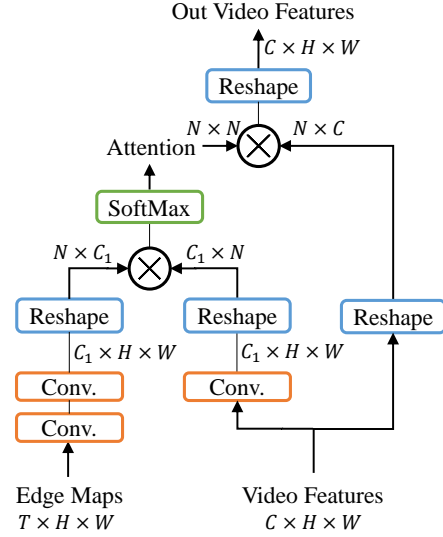 Out Video Features
C × H × W
Reshape
N × N
N × C
Attention
SoftMax
N × C₁
C₁ × N
Reshape
Reshape
Reshape
C₁ × H × W
C₁ × H × W
Conv.
Conv.
Conv.
Edge Maps
Video Features
T × H × W
C × H × W